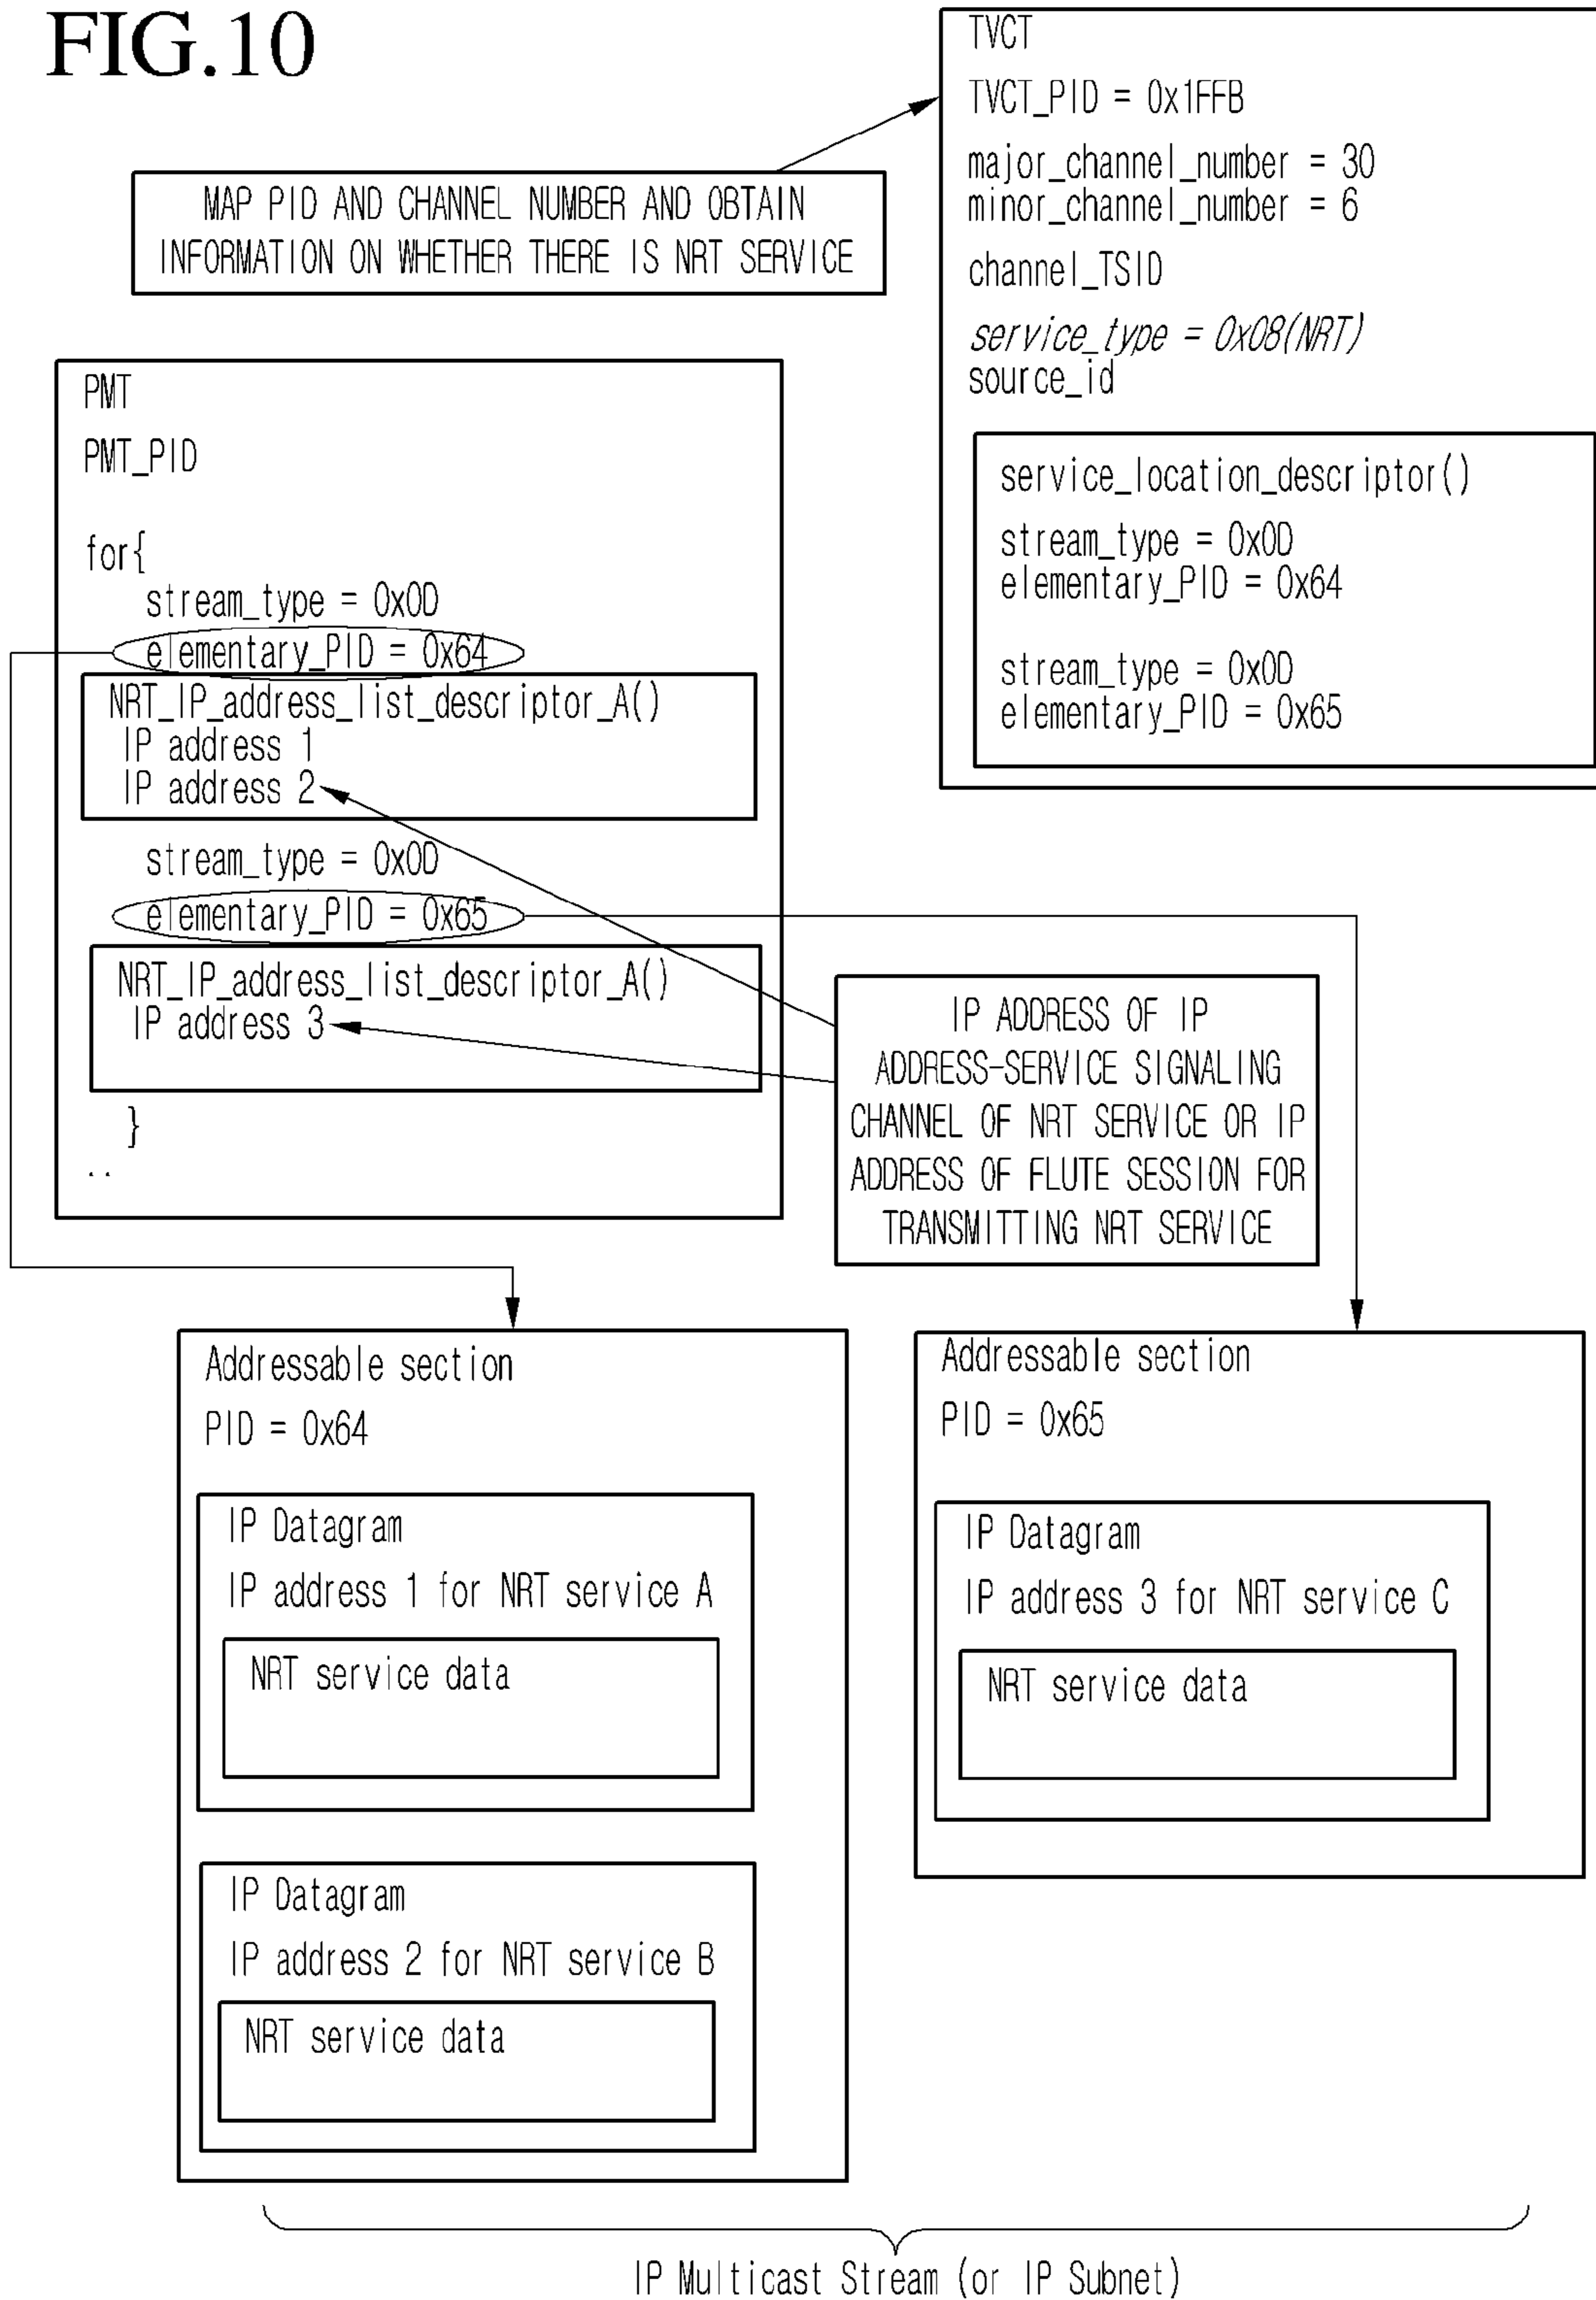 FIG.10
MAP PID AND CHANNEL NUMBER AND OBTAIN
INFORMATION ON WHETHER THERE IS NRT SERVICE
TVCT
TVCT_PID = 0x1FFB
major_channel_number = 30
minor_channel_number = 6
channel_TSID
service_type = 0x08(NRT)
source_id
service_location_descriptor()
stream_type = 0x0D
elementary_PID = 0x64
stream_type = 0x0D
elementary_PID = 0x65
PMT
PMT_PID
for{
stream_type = 0x0D
elementary_PID = 0x64
NRT_IP_address_list_descriptor_A()
IP address 1
IP address 2
stream_type = 0x0D
elementary_PID = 0x65
NRT_IP_address_list_descriptor_A()
IP address 3
}
..
IP ADDRESS OF IP
ADDRESS-SERVICE SIGNALING
CHANNEL OF NRT SERVICE OR IP
ADDRESS OF FLUTE SESSION FOR
TRANSMITTING NRT SERVICE
Addressable section
PID = 0x64
IP Datagram
IP address 1 for NRT service A
NRT service data
IP Datagram
IP address 2 for NRT service B
NRT service data
Addressable section
PID = 0x65
IP Datagram
IP address 3 for NRT service C
NRT service data
IP Multicast Stream (or IP Subnet)